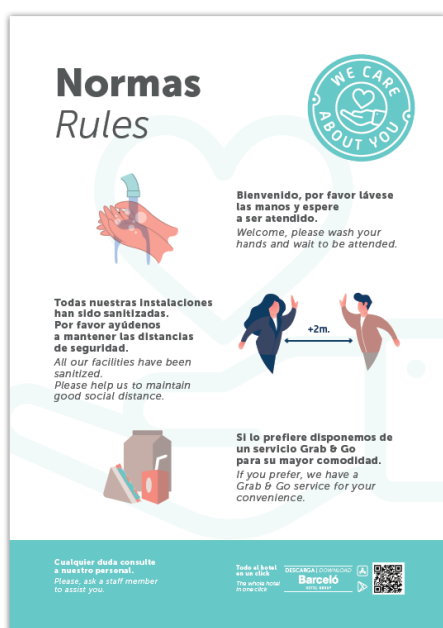 Normas
Rules
WE CARE
ABOUT YOU
Bienvenido, por favor lávese
las manos y espere
a ser atendido.
Welcome, please wash your
hands and wait to be attended.
Todas nuestras instalaciones
han sido sanitizadas.
Por favor ayúdenos
a mantener las distancias
de seguridad.
All our facilities have been
sanitized.
Please help us to maintain
good social distance.
+2m.
Si lo prefiere disponemos de
un servicio Grab & Go
para su mayor comodidad.
If you prefer, we have a
Grab & Go service for your
convenience.
Cualquier duda consulte
a nuestro personal.
Please, ask a staff member
to assist you.
Todo el hotel
en un click
The whole hotel
in one click
DESCARGA | DOWNLOAD
Barceló
HOTEL GROUP